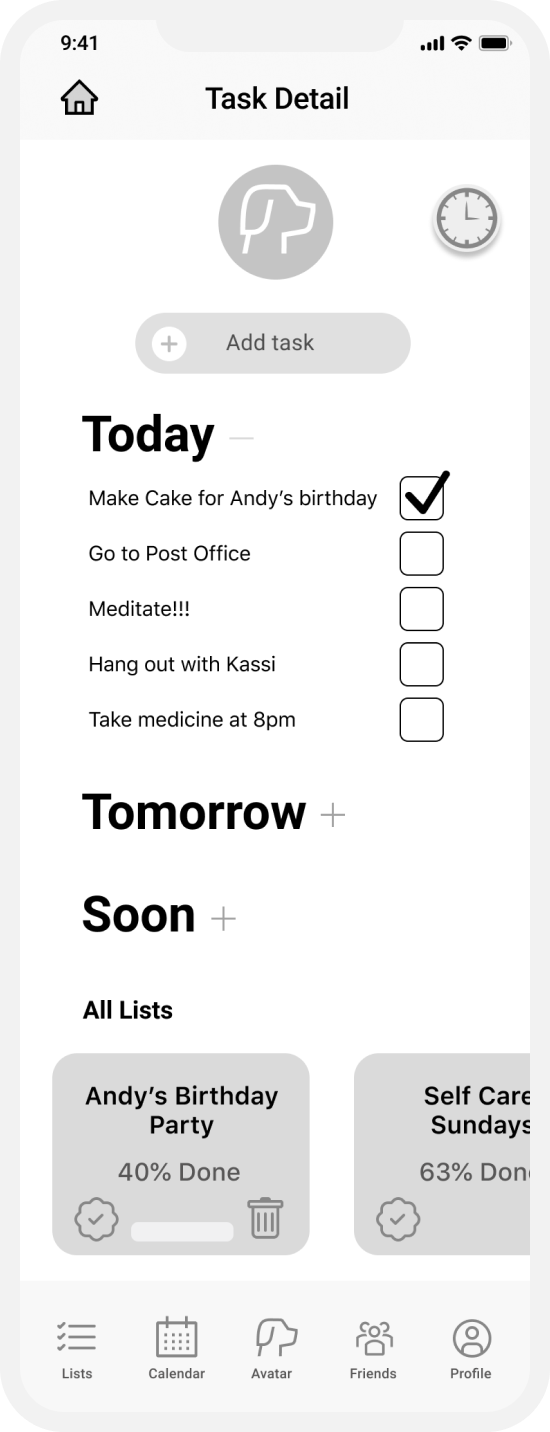 9:41
Task Detail
Add task
Today
Make Cake for Andy’s birthday
Go to Post Office
Meditate!!!
Hang out with Kassi
Take medicine at 8pm
Tomorrow
Soon
All Lists
Andy’s Birthday
Party
40% Done
Self Care
Sundays
63% Don
Lists
Calendar
Avatar
Friends
Profile